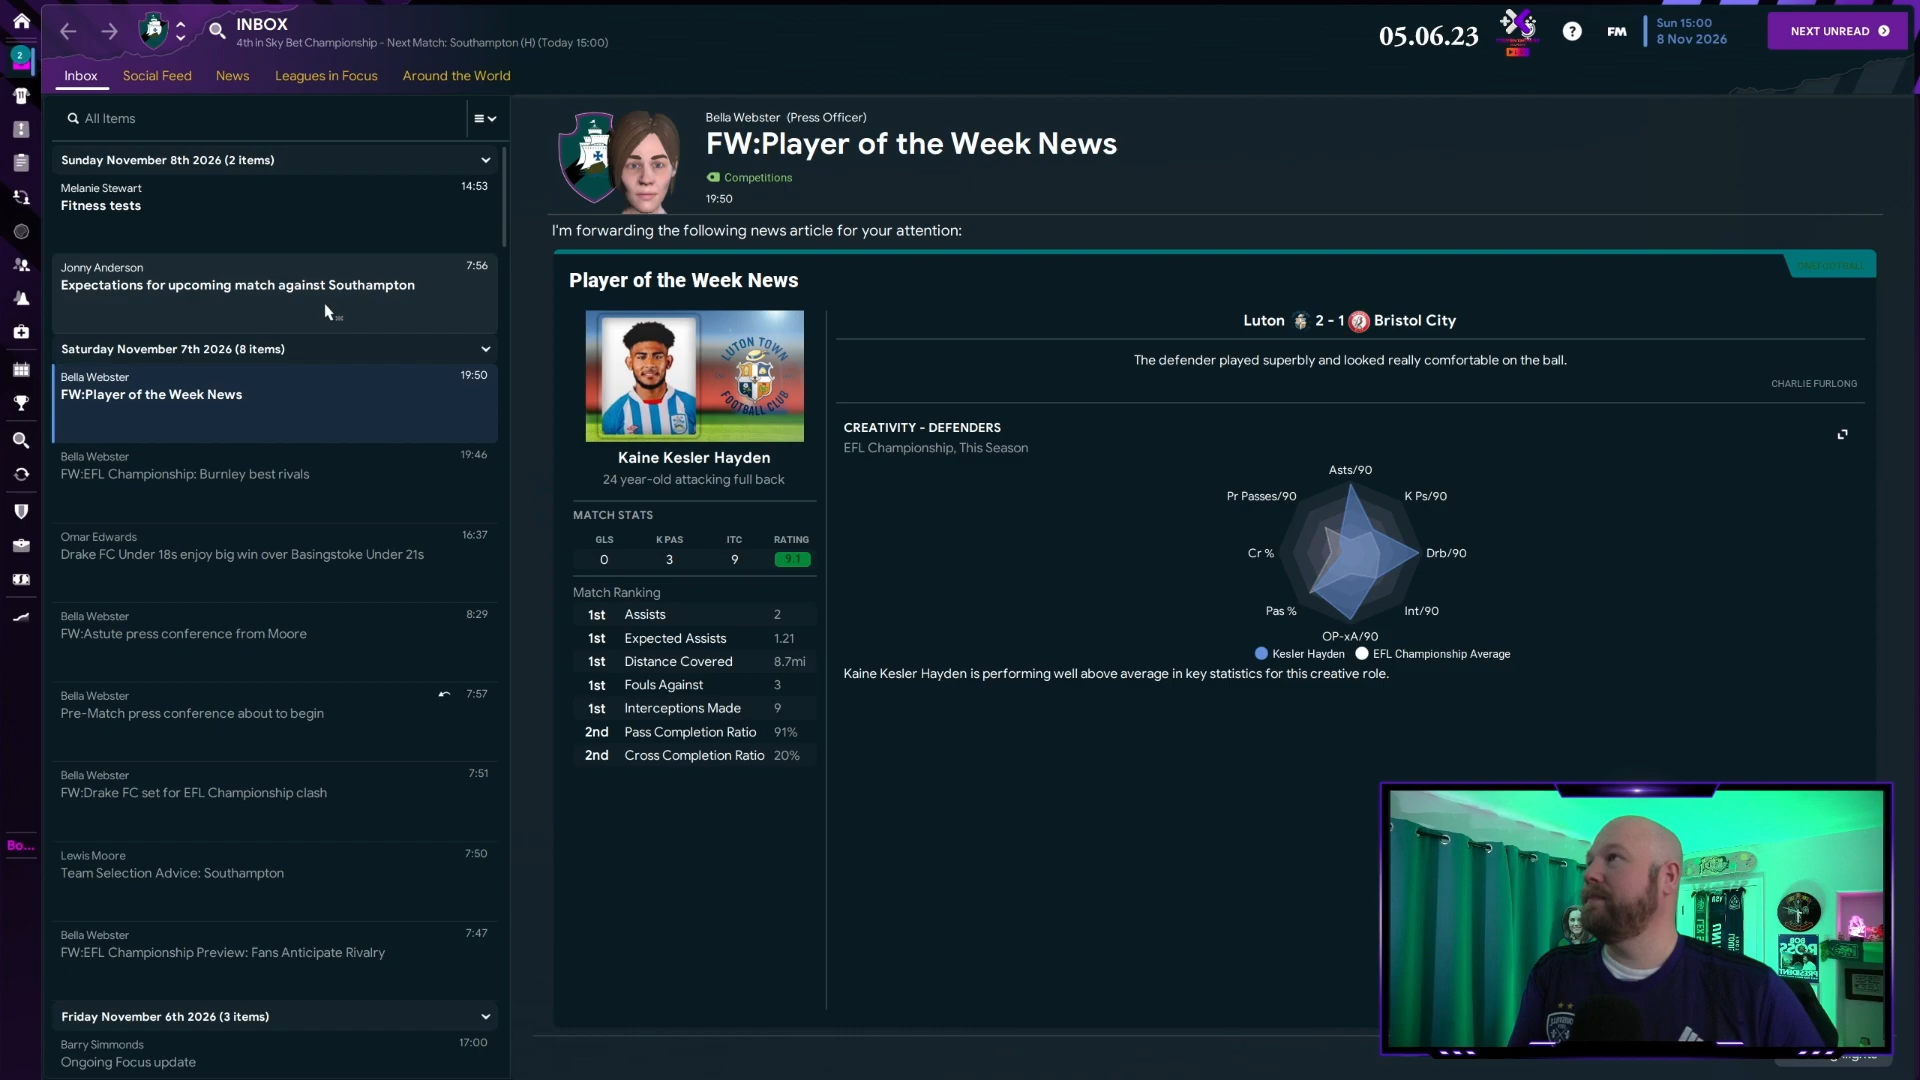 INBOX
4th in Sky Bet Championship - Next Match: Southampton (H) (Today 15:00)
05.06.23
FM
Sun 15:00
8 Nov 2026
NEXT UNREAD
2
Inbox
Social Feed
News
Leagues in Focus
Around the World
All Items
Sunday November 8th 2026 (2 items)
Melanie Stewart
14:53
Fitness tests
Jonny Anderson
7:56
Expectations for upcoming match against Southampton
Saturday November 7th 2026 (8 items)
Bella Webster
19:50
FW:Player of the Week News
Bella Webster
19:46
FW:EFL Championship: Burnley best rivals
Omar Edwards
16:37
Drake FC Under 18s enjoy big win over Basingstoke Under 21s
Bella Webster
8:29
FW:Astute press conference from Moore
Bella Webster
7:57
Pre-Match press conference about to begin
Bella Webster
7:51
FW:Drake FC set for EFL Championship clash
Lewis Moore
7:50
Team Selection Advice: Southampton
Bella Webster
7:47
FW:EFL Championship Preview: Fans Anticipate Rivalry
Friday November 6th 2026 (3 items)
Barry Simmonds
17:00
Ongoing Focus update
Bo...
Bella Webster (Press Officer)
FW:Player of the Week News
Competitions
19:50
I'm forwarding the following news article for your attention:
Player of the Week News
ONEFOOTBALL
LUTON TOWN
FOOTBALL CLUB
Kaine Kesler Hayden
24 year-old attacking full back
MATCH STATS
GLS K PAS ITC RATING
0 3 9 9.1
Match Ranking
1st Assists 2
1st Expected Assists 1.21
1st Distance Covered 8.7mi
1st Fouls Against 3
1st Interceptions Made 9
2nd Pass Completion Ratio 91%
2nd Cross Completion Ratio 20%
Luton 2 - 1 Bristol City
The defender played superbly and looked really comfortable on the ball.
CHARLIE FURLONG
CREATIVITY - DEFENDERS
EFL Championship, This Season
Asts/90
Pr Passes/90
K Ps/90
Cr %
Drb/90
Pas %
Int/90
OP-xA/90
Kesler Hayden
EFL Championship Average
Kaine Kesler Hayden is performing well above average in key statistics for this creative role.
BOB
ROSS
PRESIDENT